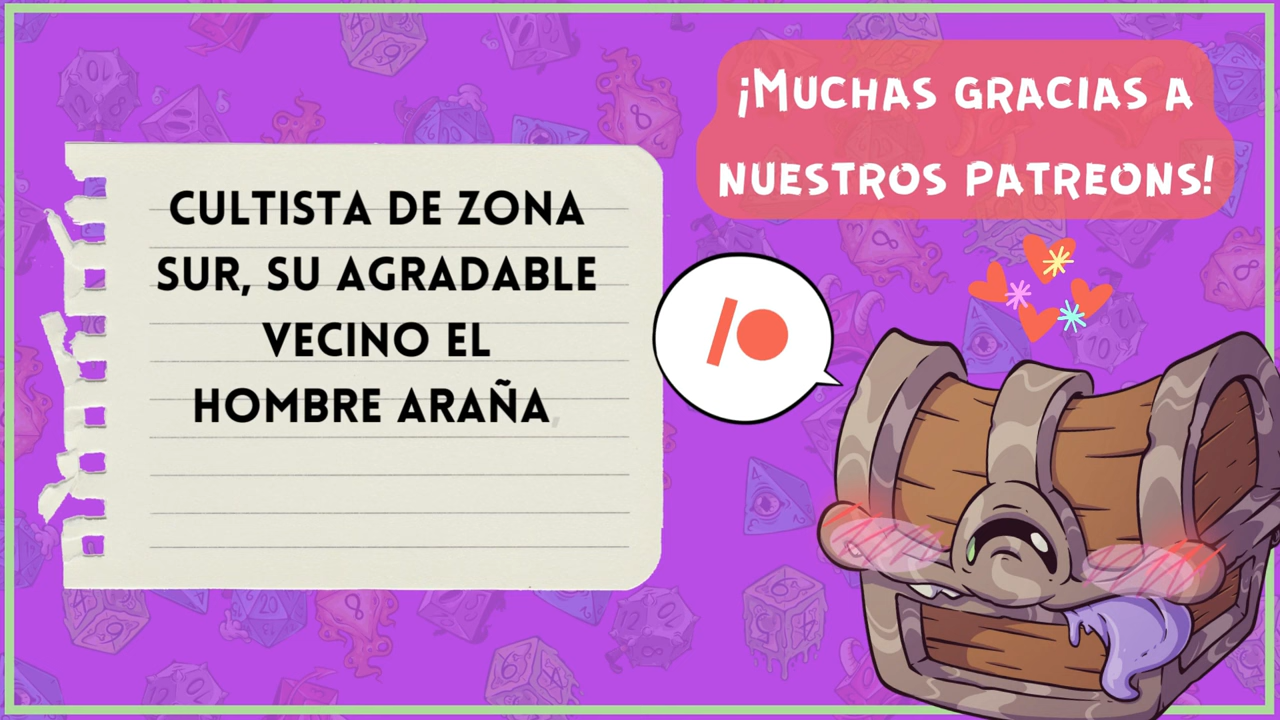 ¡MUCHAS GRACIAS A
NUESTROS PATREONS!
CULTISTA DE ZONA
SUR, SU AGRADABLE
VECINO EL
HOMBRE ARAÑA,